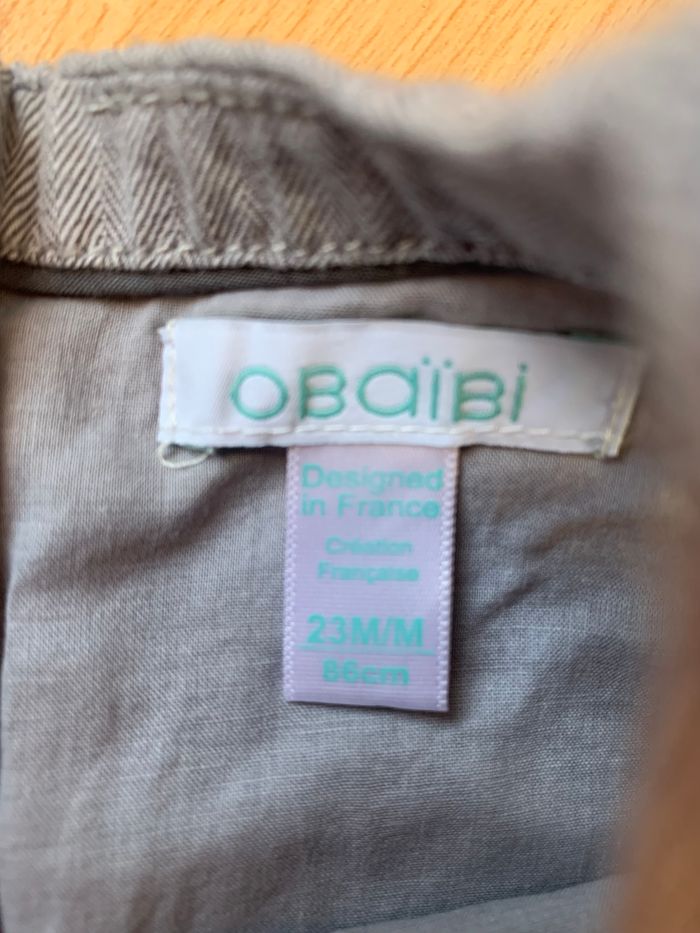 obaïbi
Designed
in France
Création
Française
23M/M
86cm